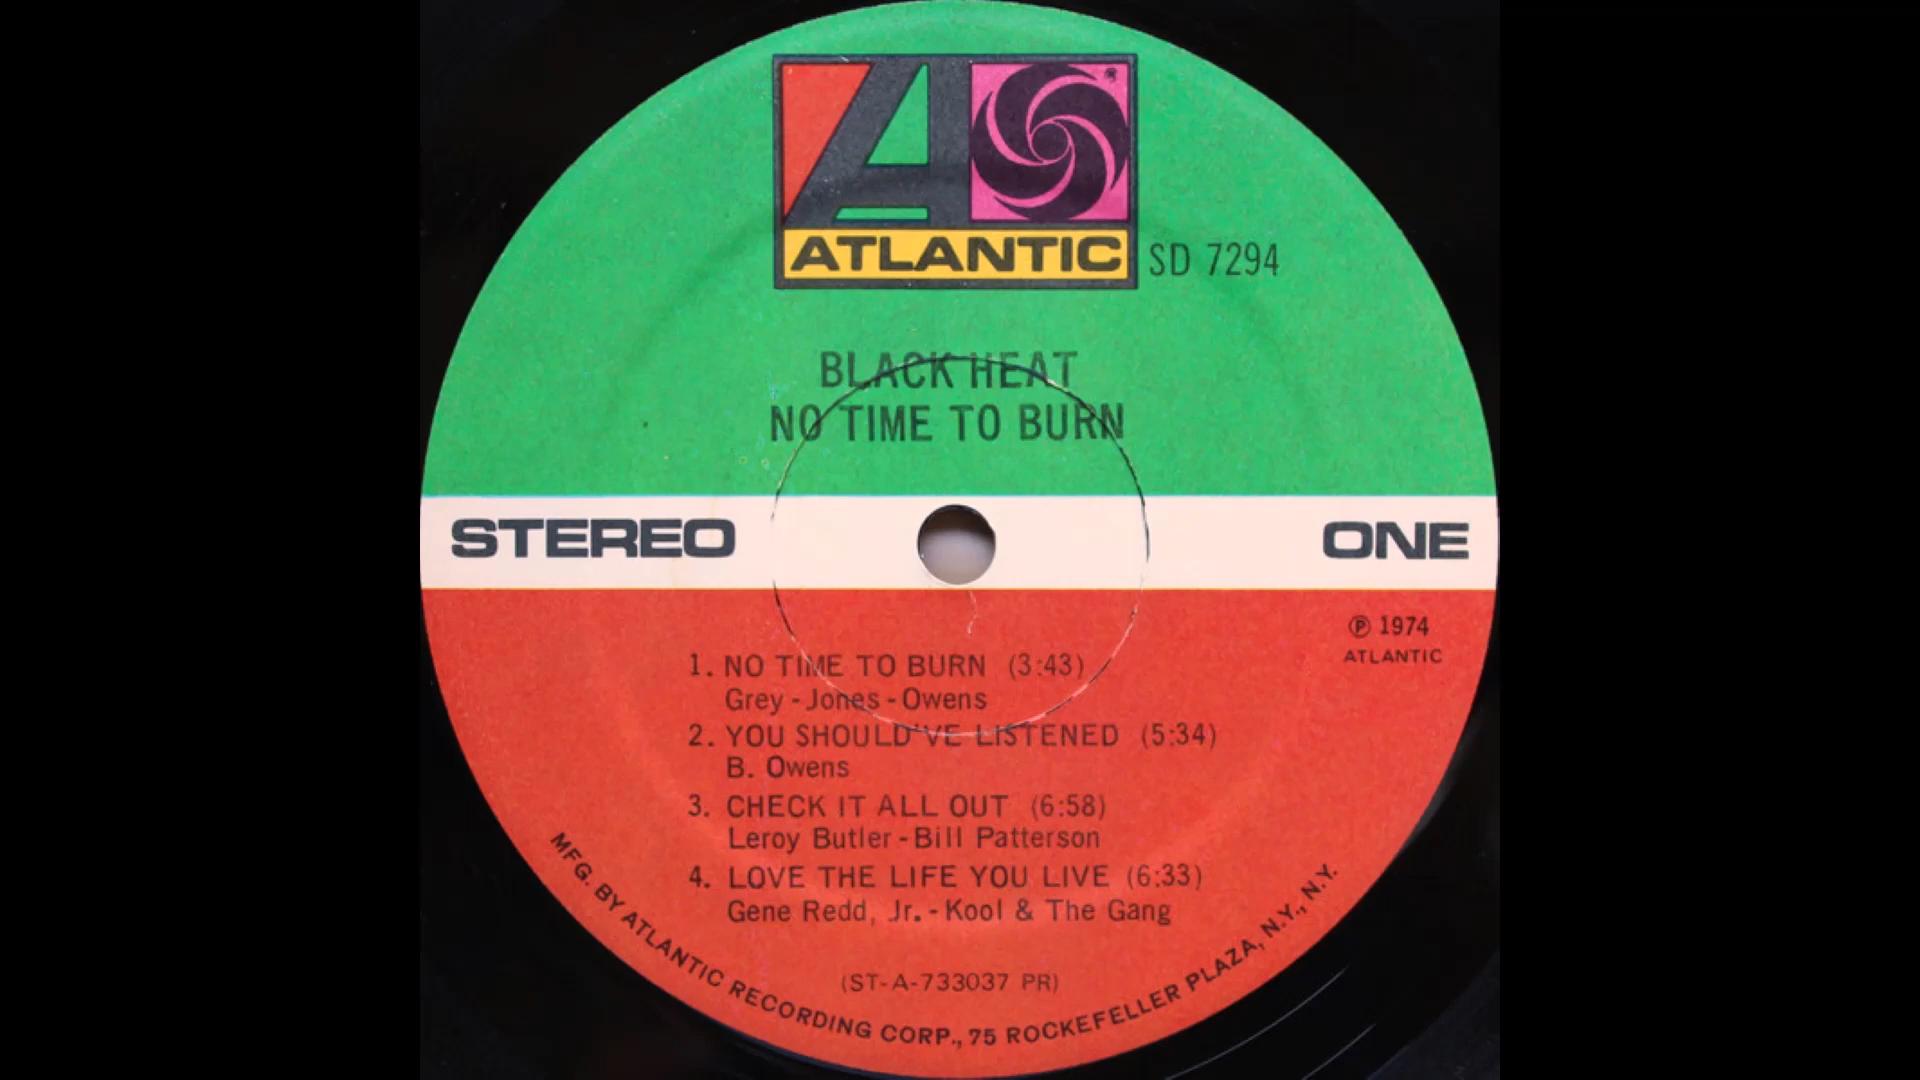 ATLANTIC
SD 7294
BLACK HEAT
NO TIME TO BURN
STEREO
ONE
Ⓟ 1974
ATLANTIC
1. NO TIME TO BURN (3:43)
Grey - Jones - Owens
2. YOU SHOULD'VE LISTENED (5:34)
B. Owens
3. CHECK IT ALL OUT (6:58)
Leroy Butler - Bill Patterson
4. LOVE THE LIFE YOU LIVE (6:33)
Gene Redd, Jr. - Kool & The Gang
(ST-A-733037 PR)
MFG. BY ATLANTIC RECORDING CORP., 75 ROCKEFELLER PLAZA, N.Y., N.Y.